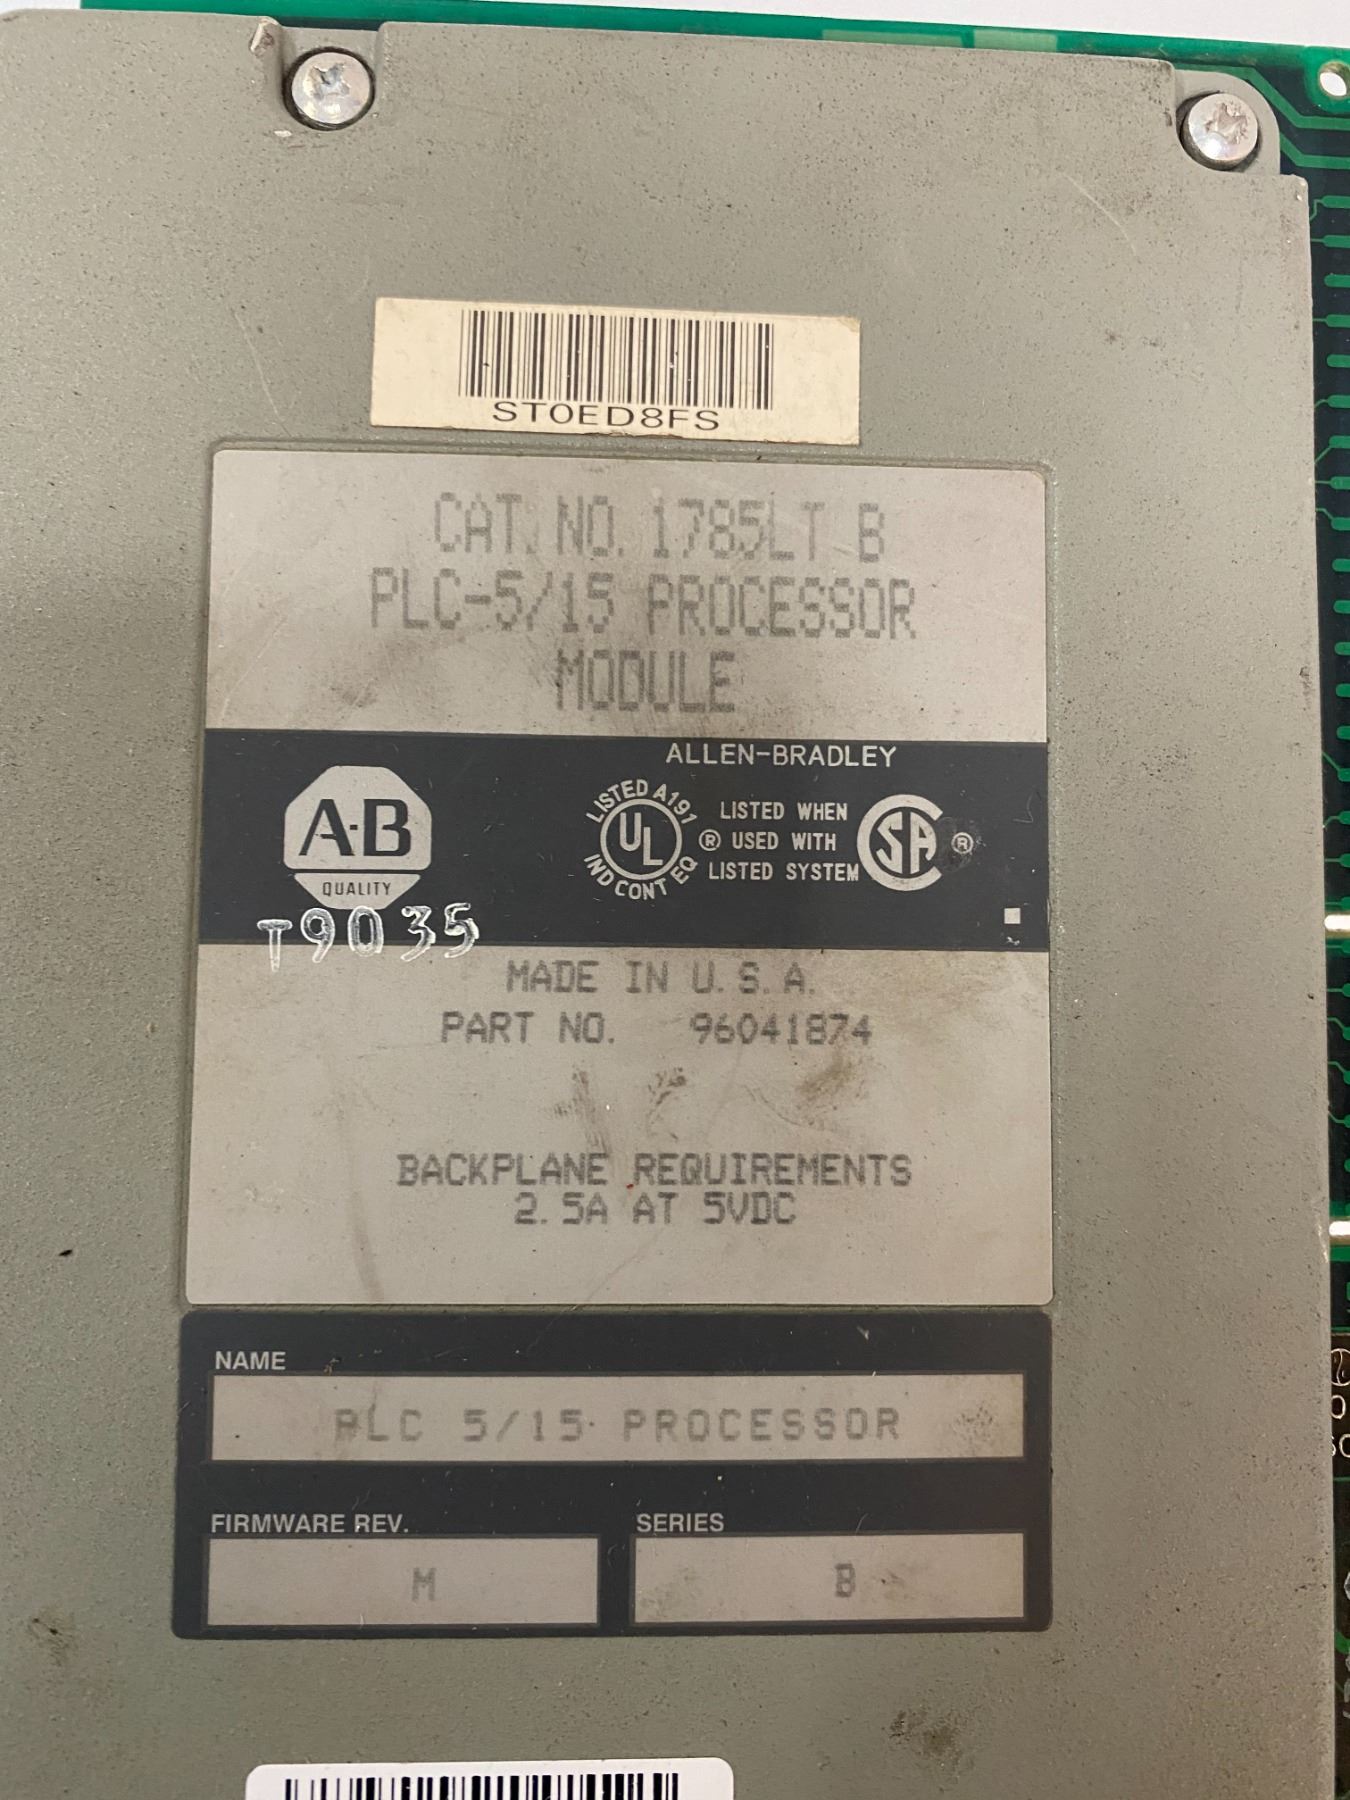 ST0ED8FS
CAT. NO. 1785LT B
PLC-5/15 PROCESSOR
MODULE
ALLEN-BRADLEY
A·B
QUALITY
LISTED A191
UL
IND CONT EQ
®
LISTED WHEN
USED WITH
LISTED SYSTEM
SA
®
T9035
MADE IN U.S.A.
PART NO. 96041874
BACKPLANE REQUIREMENTS
2.5A AT 5VDC
NAME
PLC 5/15 PROCESSOR
FIRMWARE REV.
SERIES
M
B